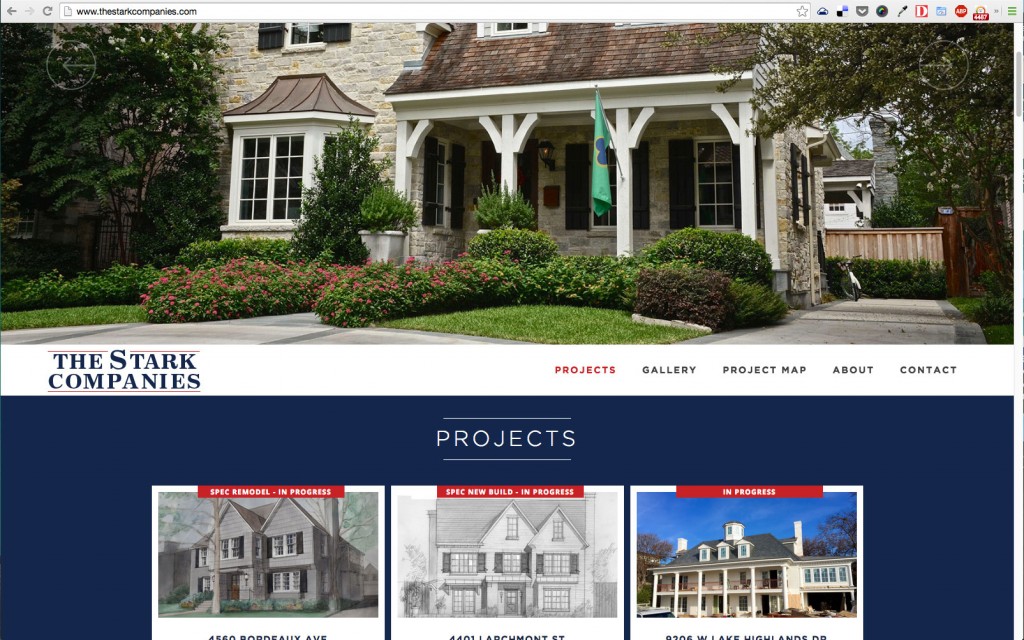 www.thestarkcompanies.com
ABP
4487
THE STARK
COMPANIES
PROJECTS
GALLERY
PROJECT MAP
ABOUT
CONTACT
PROJECTS
SPEC REMODEL - IN PROGRESS
SPEC NEW BUILD - IN PROGRESS
IN PROGRESS
4560 BORDEAUX AVE
4401 LARCHMONT ST
9206 W LAKE HIGHLANDS DR